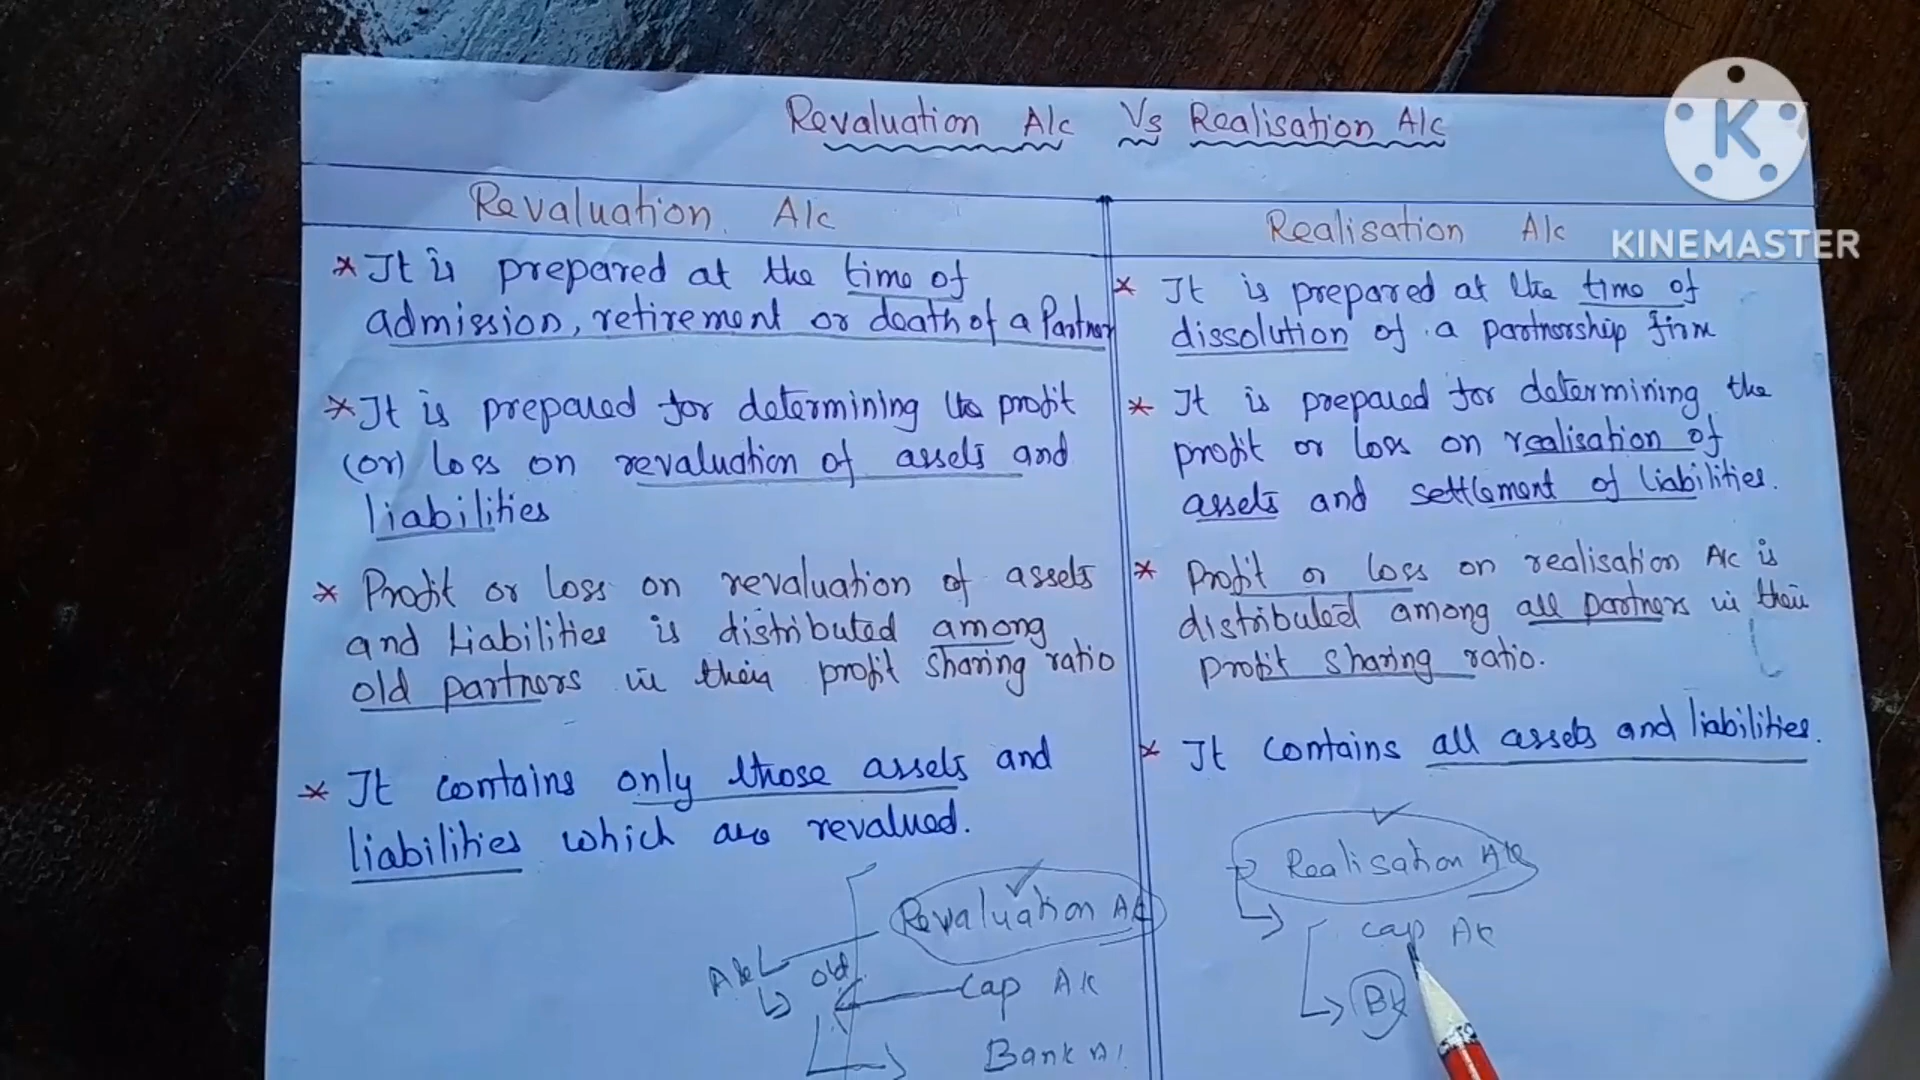 Revaluation A/c Vs Realisation A/c
KINEMASTER
Revaluation A/c
* It is prepared at the time of
admission, retirement or death of a Partner
* It is prepared for determining the profit
(or) loss on revaluation of assets and
liabilities
* Profit or loss on revaluation of assets
and liabilities is distributed among
old partners in their profit sharing ratio
* It contains only those assets and
liabilities which are revalued.
Revaluation A/c
old
Cap A/c
Bank A/
Realisation A/c
* It is prepared at the time of
dissolution of a partnership firm
* It is prepared for determining the
profit or loss on realisation of
assets and settlement of liabilities.
* Profit or loss on realisation A/c is
distributed among all partners in their
profit sharing ratio.
* It contains all assets and liabilities.
Realisation A/c
Cap A/c